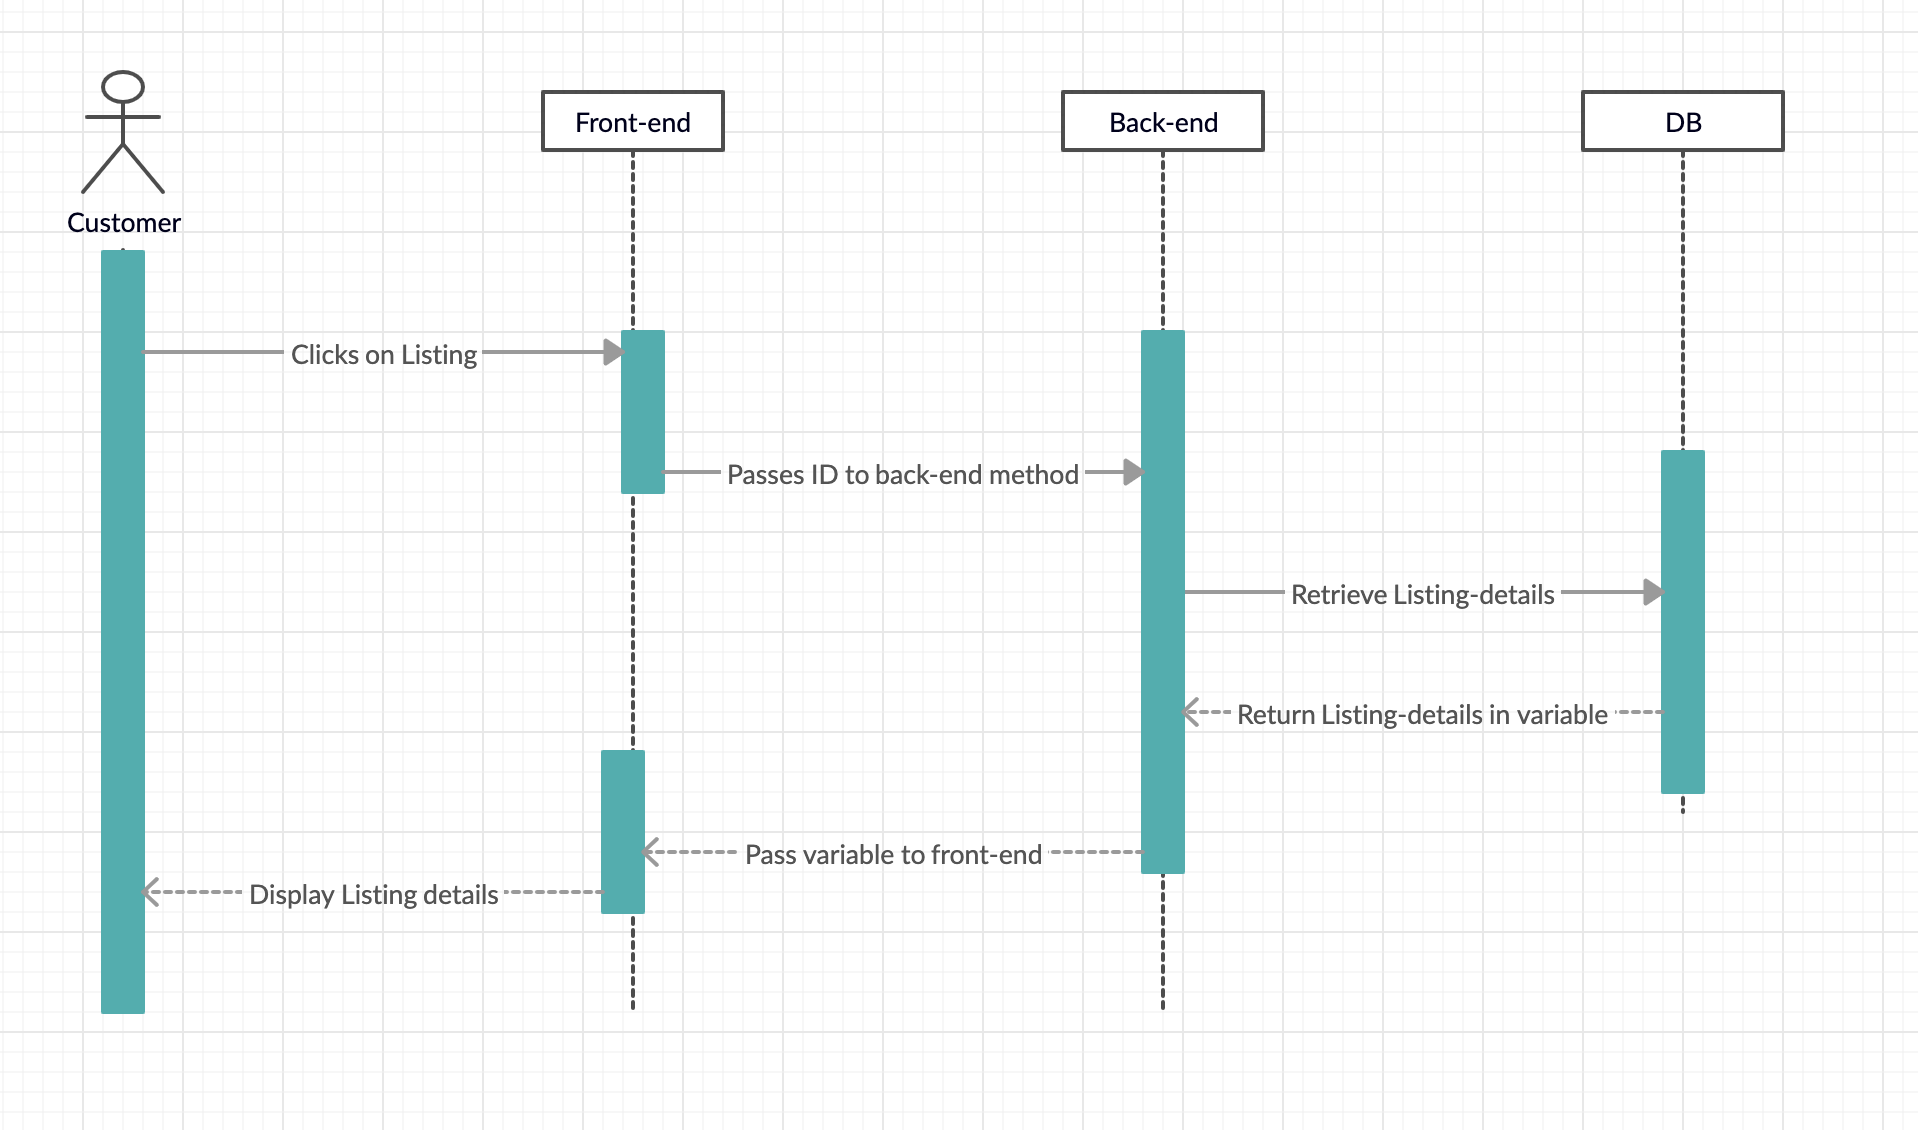 Front-end
Back-end
DB
Customer
Clicks on Listing
Passes ID to back-end method
Retrieve Listing-details
Return Listing-details in variable
Pass variable to front-end
Display Listing details